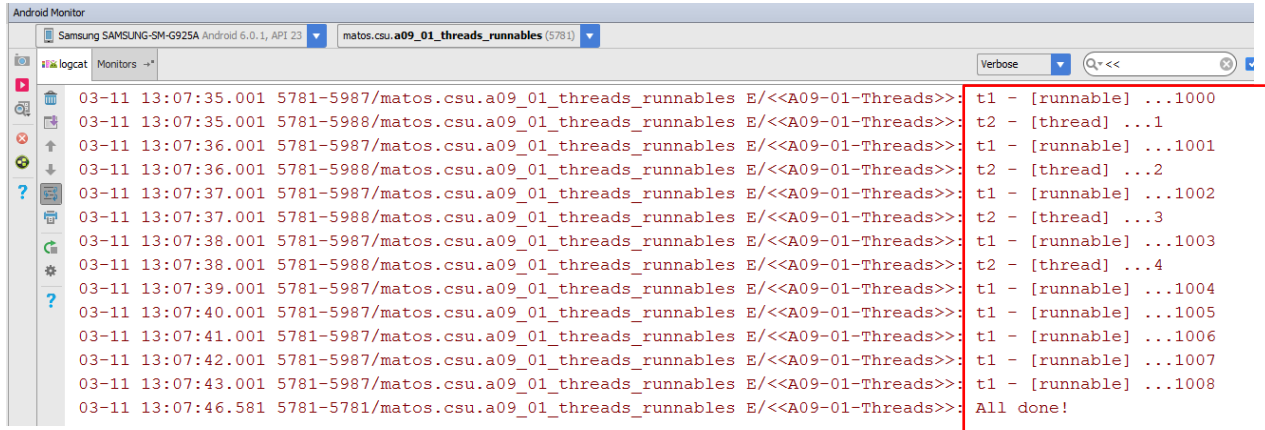 Android Monitor
Samsung SAMSUNG-SM-G925A Android 6.0.1, API 23 matos.csu.a09_01_threads_runnables (5781)
logcat Monitors Verbose <<
03-11 13:07:35.001 5781-5987/matos.csu.a09_01_threads_runnables E/<<A09-01-Threads>>: t1 - [runnable] ...1000
03-11 13:07:35.001 5781-5988/matos.csu.a09_01_threads_runnables E/<<A09-01-Threads>>: t2 - [thread] ...1
03-11 13:07:36.001 5781-5987/matos.csu.a09_01_threads_runnables E/<<A09-01-Threads>>: t1 - [runnable] ...1001
03-11 13:07:36.001 5781-5988/matos.csu.a09_01_threads_runnables E/<<A09-01-Threads>>: t2 - [thread] ...2
03-11 13:07:37.001 5781-5987/matos.csu.a09_01_threads_runnables E/<<A09-01-Threads>>: t1 - [runnable] ...1002
03-11 13:07:37.001 5781-5988/matos.csu.a09_01_threads_runnables E/<<A09-01-Threads>>: t2 - [thread] ...3
03-11 13:07:38.001 5781-5987/matos.csu.a09_01_threads_runnables E/<<A09-01-Threads>>: t1 - [runnable] ...1003
03-11 13:07:38.001 5781-5988/matos.csu.a09_01_threads_runnables E/<<A09-01-Threads>>: t2 - [thread] ...4
03-11 13:07:39.001 5781-5987/matos.csu.a09_01_threads_runnables E/<<A09-01-Threads>>: t1 - [runnable] ...1004
03-11 13:07:40.001 5781-5987/matos.csu.a09_01_threads_runnables E/<<A09-01-Threads>>: t1 - [runnable] ...1005
03-11 13:07:41.001 5781-5987/matos.csu.a09_01_threads_runnables E/<<A09-01-Threads>>: t1 - [runnable] ...1006
03-11 13:07:42.001 5781-5987/matos.csu.a09_01_threads_runnables E/<<A09-01-Threads>>: t1 - [runnable] ...1007
03-11 13:07:43.001 5781-5987/matos.csu.a09_01_threads_runnables E/<<A09-01-Threads>>: t1 - [runnable] ...1008
03-11 13:07:46.581 5781-5781/matos.csu.a09_01_threads_runnables E/<<A09-01-Threads>>: All done!